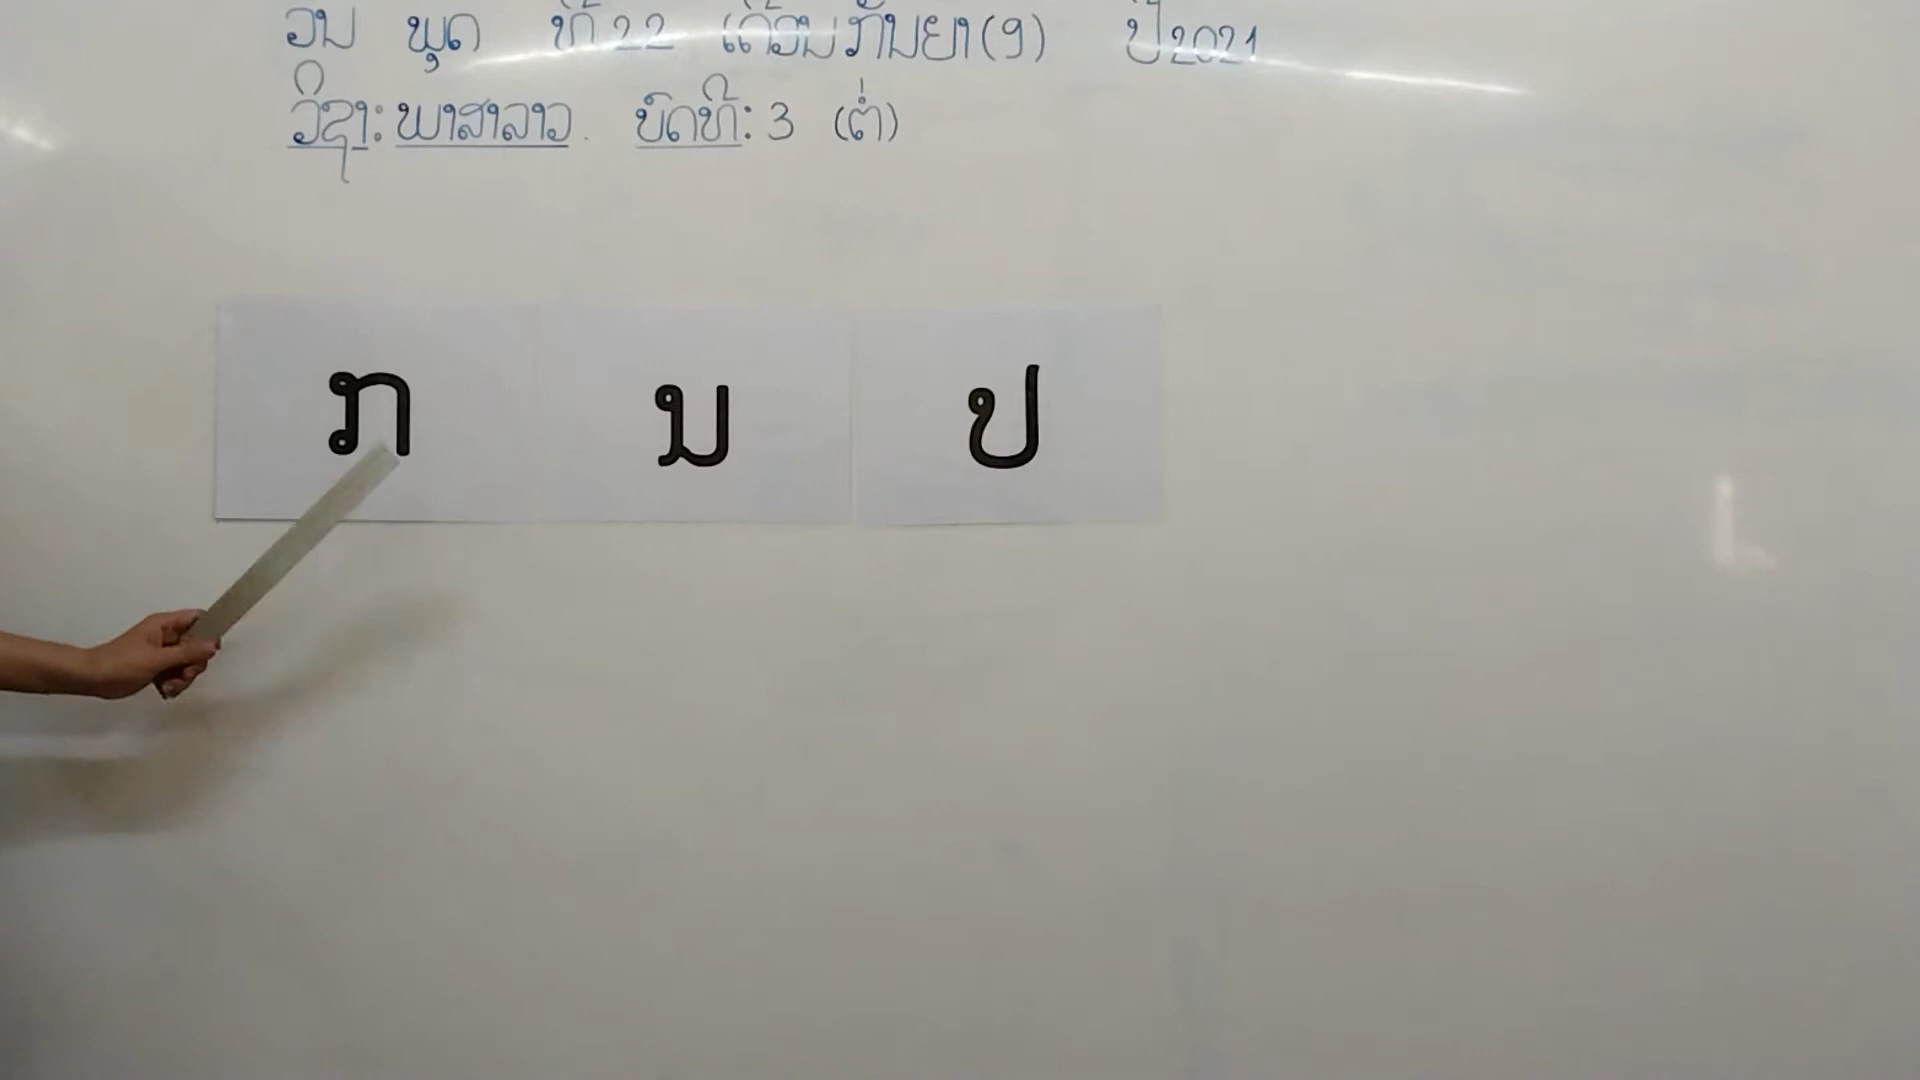 ວັນ ພຸດ ທີ 22 ເດືອນກັນຍາ(9) ປີ2021
ວິຊາ: ພາສາລາວ. ບົດທີ: 3 (ຕໍ່)
ກ ນ ປ